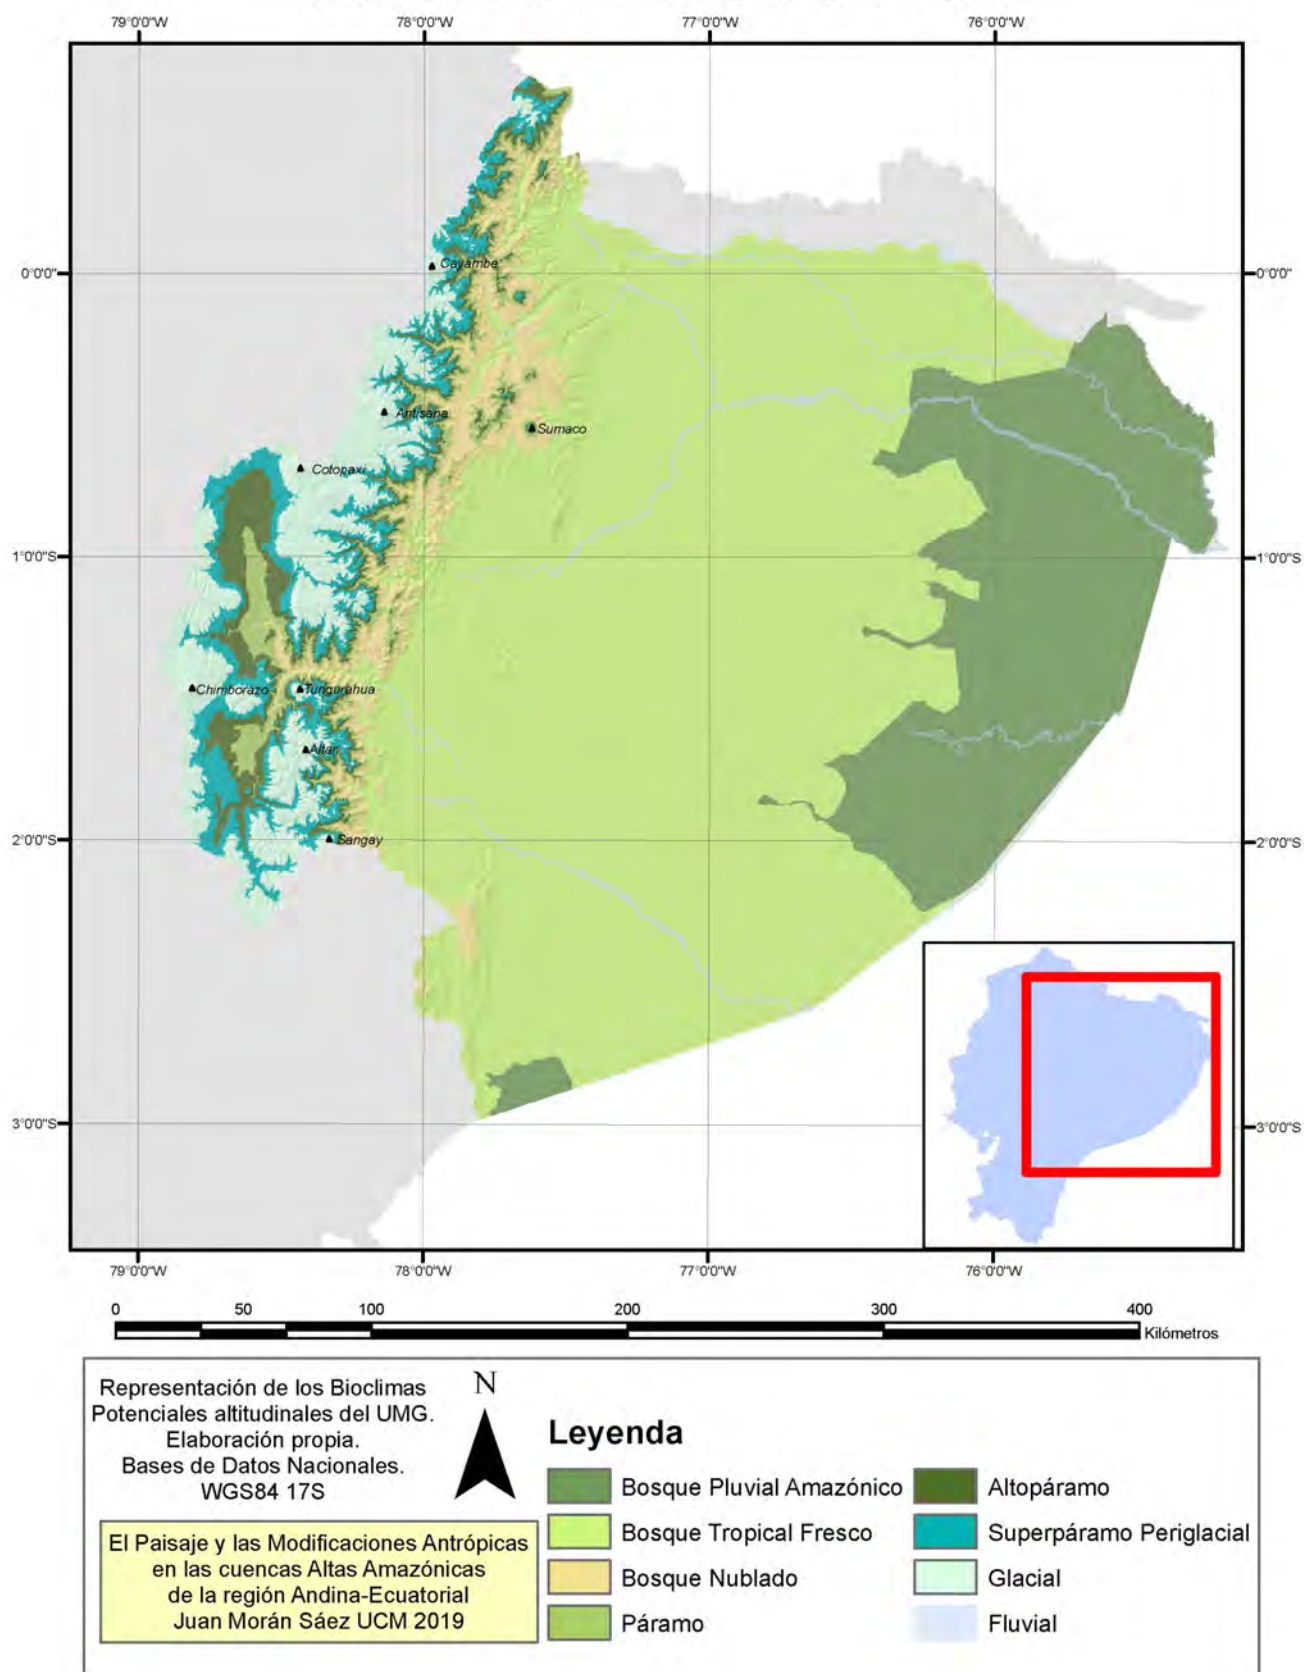 79°0'0"W 78°0'0"W 77°0'0"W 76°0'0"W
0°0'0" 0°0'0"
Cayambe
Antisana
Sumaco
Cotopaxi
1°0'0"S 1°0'0"S
Chimborazo Tungurahua
Altar
2°0'0"S 2°0'0"S
Sangay
3°0'0"S 3°0'0"S
79°0'0"W 78°0'0"W 77°0'0"W 76°0'0"W
0 50 100 200 300 400
Kilómetros
Representación de los Bioclimas
Potenciales altitudinales del UMG.
Elaboración propia.
Bases de Datos Nacionales.
WGS84 17S
N
El Paisaje y las Modificaciones Antrópicas
en las cuencas Altas Amazónicas
de la región Andina-Ecuatorial
Juan Morán Sáez UCM 2019
Leyenda
Bosque Pluvial Amazónico
Bosque Tropical Fresco
Bosque Nublado
Páramo
Altopáramo
Superpáramo Periglacial
Glacial
Fluvial